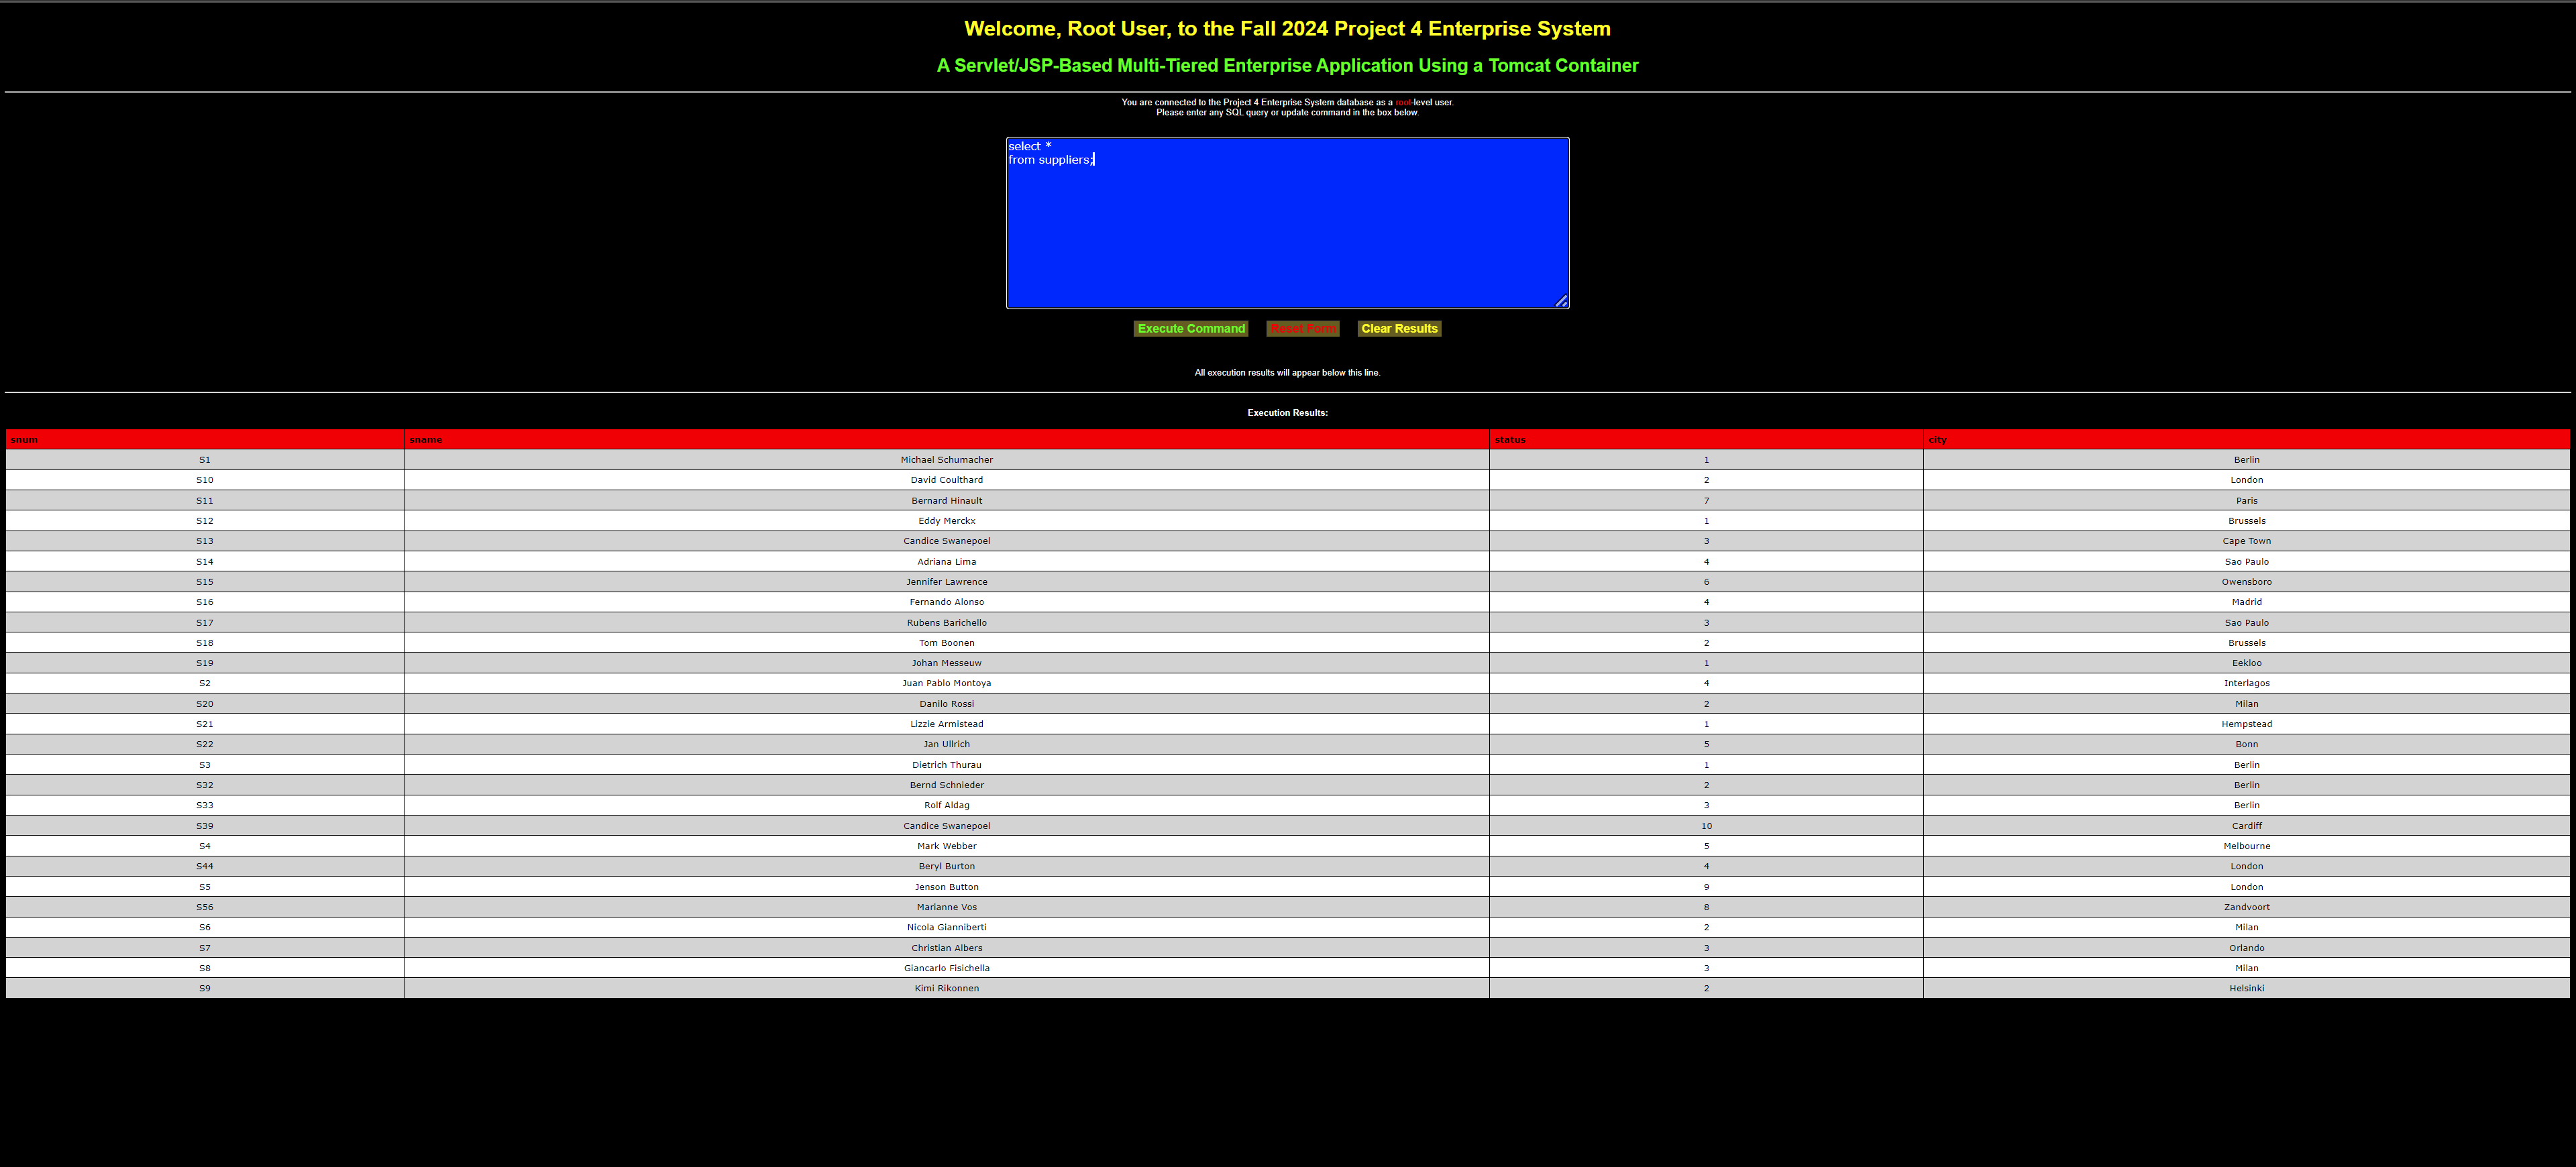 Welcome, Root User, to the Fall 2024 Project 4 Enterprise System
A Servlet/JSP-Based Multi-Tiered Enterprise Application Using a Tomcat Container
You are connected to the Project 4 Enterprise System database as a root-level user.
Please enter any SQL query or update command in the box below.
select *
from suppliers;
Execute Command Reset Form Clear Results
All execution results will appear below this line.
Execution Results:
snum sname status city
S1 Michael Schumacher 1 Berlin
S10 David Coulthard 2 London
S11 Bernard Hinault 7 Paris
S12 Eddy Merckx 1 Brussels
S13 Candice Swanepoel 3 Cape Town
S14 Adriana Lima 4 Sao Paulo
S15 Jennifer Lawrence 6 Owensboro
S16 Fernando Alonso 4 Madrid
S17 Rubens Barichello 3 Sao Paulo
S18 Tom Boonen 2 Brussels
S19 Johan Messeuw 1 Eekloo
S2 Juan Pablo Montoya 4 Interlagos
S20 Danilo Rossi 2 Milan
S21 Lizzie Armistead 1 Hempstead
S22 Jan Ullrich 5 Bonn
S3 Dietrich Thurau 1 Berlin
S32 Bernd Schnieder 2 Berlin
S33 Rolf Aldag 3 Berlin
S39 Candice Swanepoel 10 Cardiff
S4 Mark Webber 5 Melbourne
S44 Beryl Burton 4 London
S5 Jenson Button 9 London
S56 Marianne Vos 8 Zandvoort
S6 Nicola Gianniberti 2 Milan
S7 Christian Albers 3 Orlando
S8 Giancarlo Fisichella 3 Milan
S9 Kimi Rikonnen 2 Helsinki